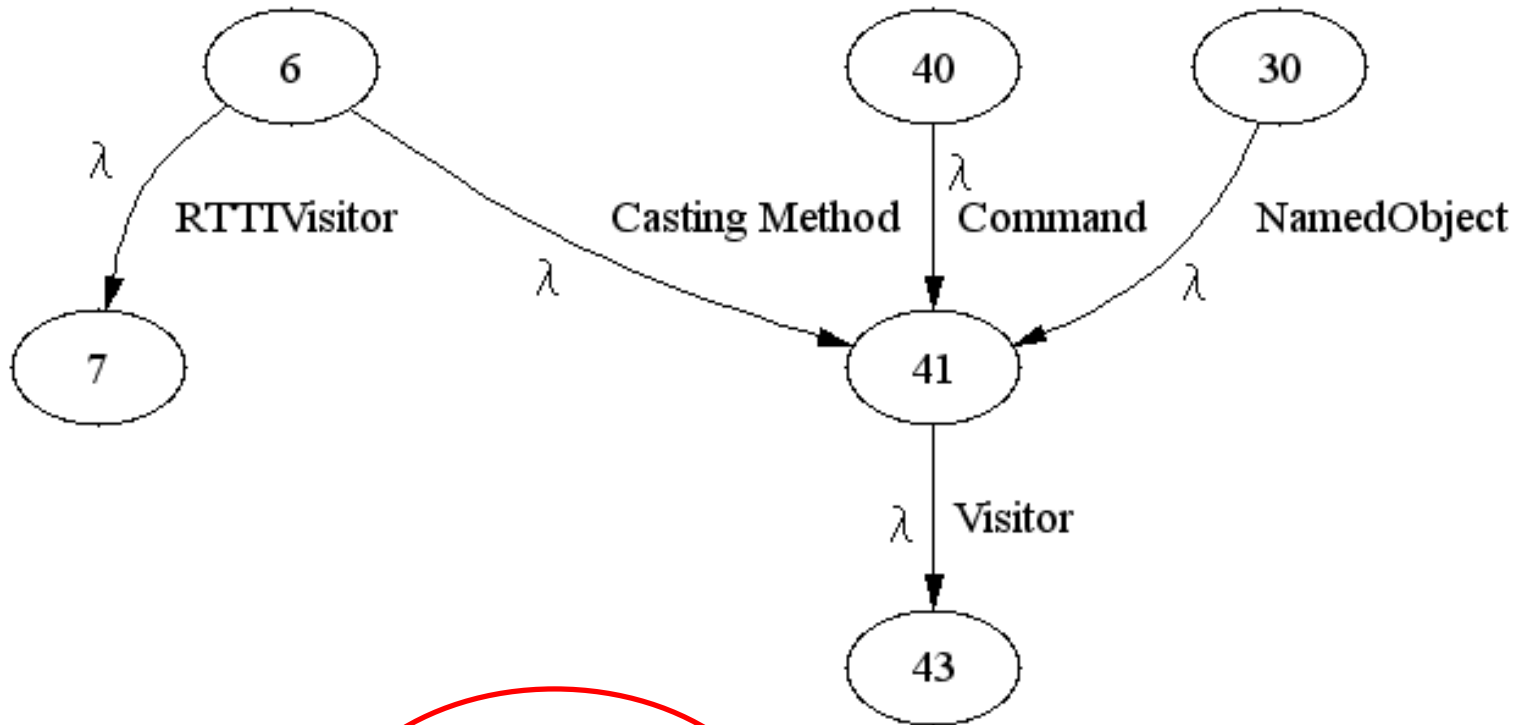 6
40
30
λ
λ
RTTIVisitor
Casting Method
Command
NamedObject
λ
λ
7
41
λ
Visitor
43